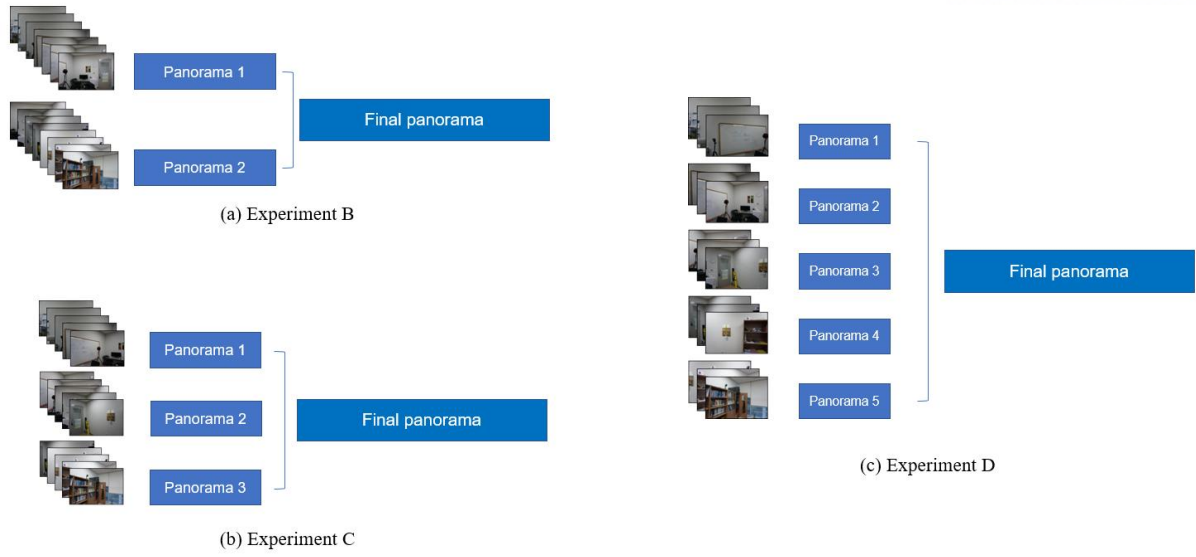 Panorama 1
Panorama 2
Final panorama
(a) Experiment B
Panorama 1
Panorama 2
Panorama 3
Final panorama
(b) Experiment C
Panorama 1
Panorama 2
Panorama 3
Panorama 4
Panorama 5
Final panorama
(c) Experiment D